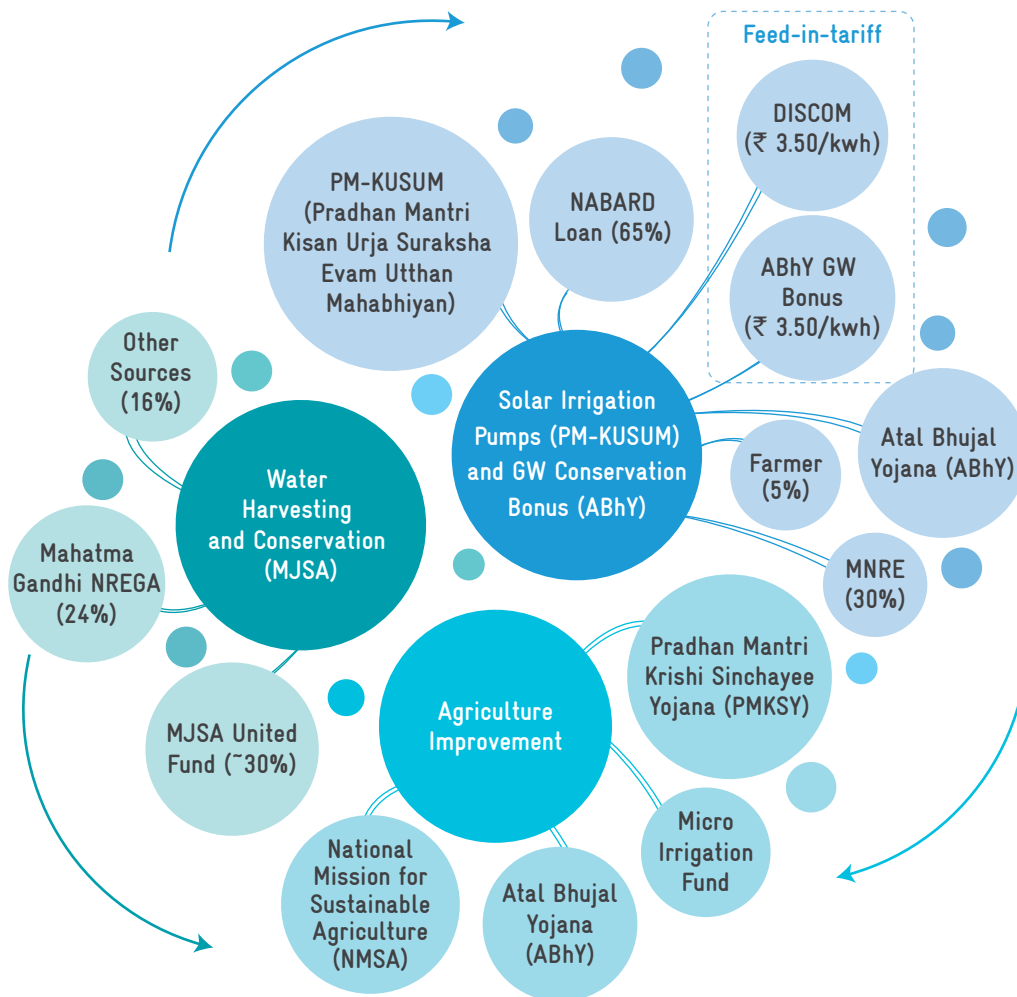 Feed-in-tariff
DISCOM
(₹ 3.50/kwh)
ABhY GW
Bonus
(₹ 3.50/kwh)
PM-KUSUM
(Pradhan Mantri
Kisan Urja Suraksha
Evam Utthan
Mahabhiyan)
NABARD
Loan (65%)
Solar Irrigation
Pumps (PM-KUSUM)
and GW Conservation
Bonus (ABhY)
Atal Bhujal
Yojana (ABhY)
Farmer
(5%)
MNRE
(30%)
Other
Sources
(16%)
Water
Harvesting
and Conservation
(MJSA)
Mahatma
Gandhi NREGA
(24%)
MJSA United
Fund (~30%)
Agriculture
Improvement
Pradhan Mantri
Krishi Sinchayee
Yojana (PMKSY)
Micro
Irrigation
Fund
National
Mission for
Sustainable
Agriculture
(NMSA)
Atal Bhujal
Yojana
(ABhY)